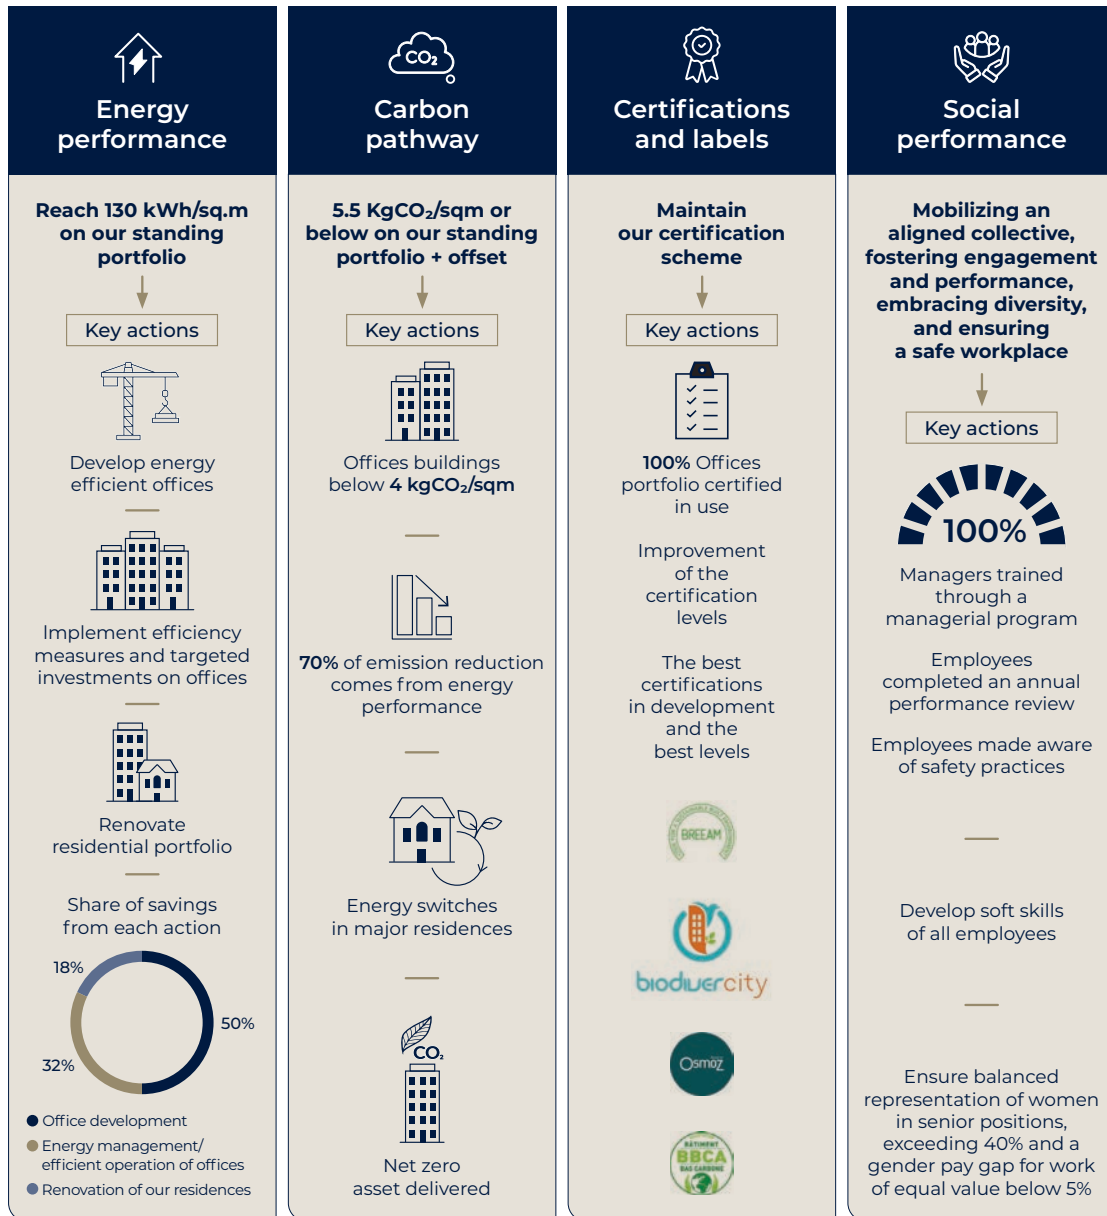 Energy
performance
Reach 130 kWh/sq.m
on our standing
portfolio
Key actions
Develop energy
efficient offices
Implement efficiency
measures and targeted
investments on offices
Renovate
residential portfolio
Share of savings
from each action
18%
50%
32%
Office development
Energy management/
efficient operation of offices
Renovation of our residences
CO₂
Carbon
pathway
5.5 KgCO₂/sqm or
below on our standing
portfolio + offset
Key actions
Offices buildings
below 4 kgCO₂/sqm
70% of emission reduction
comes from energy
performance
Energy switches
in major residences
CO₂
Net zero
asset delivered
Certifications
and labels
Maintain
our certification
scheme
Key actions
100% Offices
portfolio certified
in use
Improvement
of the
certification
levels
The best
certifications
in development
and the
best levels
BREEAM
biodivercity
Osmoz
BÂTIMENT
BBCA
BAS CARBONE
Social
performance
Mobilizing an
aligned collective,
fostering engagement
and performance,
embracing diversity,
and ensuring
a safe workplace
Key actions
100%
Managers trained
through a
managerial program
Employees
completed an annual
performance review
Employees made aware
of safety practices
Develop soft skills
of all employees
Ensure balanced
representation of women
in senior positions,
exceeding 40% and a
gender pay gap for work
of equal value below 5%